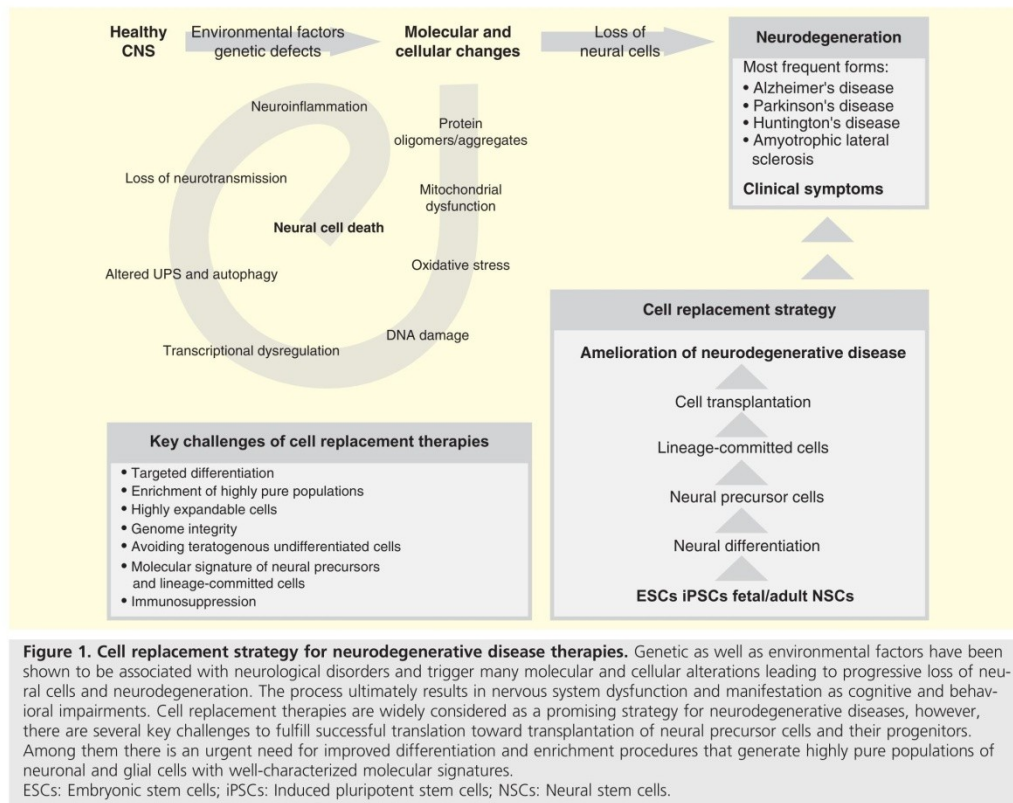 Healthy
CNS
Environmental factors
genetic defects
Molecular and
cellular changes
Loss of
neural cells
Neurodegeneration
Most frequent forms:
• Alzheimer's disease
• Parkinson's disease
• Huntington's disease
• Amyotrophic lateral
sclerosis
Clinical symptoms
Neuroinflammation
Protein
oligomers/aggregates
Loss of neurotransmission
Mitochondrial
dysfunction
Neural cell death
Altered UPS and autophagy
Oxidative stress
Transcriptional dysregulation
DNA damage
Cell replacement strategy
Amelioration of neurodegenerative disease
Cell transplantation
Lineage-committed cells
Neural precursor cells
Neural differentiation
ESCs iPSCs fetal/adult NSCs
Key challenges of cell replacement therapies
• Targeted differentiation
• Enrichment of highly pure populations
• Highly expandable cells
• Genome integrity
• Avoiding teratogenous undifferentiated cells
• Molecular signature of neural precursors
and lineage-committed cells
• Immunosuppression
Figure 1. Cell replacement strategy for neurodegenerative disease therapies. Genetic as well as environmental factors have been
shown to be associated with neurological disorders and trigger many molecular and cellular alterations leading to progressive loss of neu-
ral cells and neurodegeneration. The process ultimately results in nervous system dysfunction and manifestation as cognitive and behav-
ioral impairments. Cell replacement therapies are widely considered as a promising strategy for neurodegenerative diseases, however,
there are several key challenges to fulfill successful translation toward transplantation of neural precursor cells and their progenitors.
Among them there is an urgent need for improved differentiation and enrichment procedures that generate highly pure populations of
neuronal and glial cells with well-characterized molecular signatures.
ESCs: Embryonic stem cells; iPSCs: Induced pluripotent stem cells; NSCs: Neural stem cells.